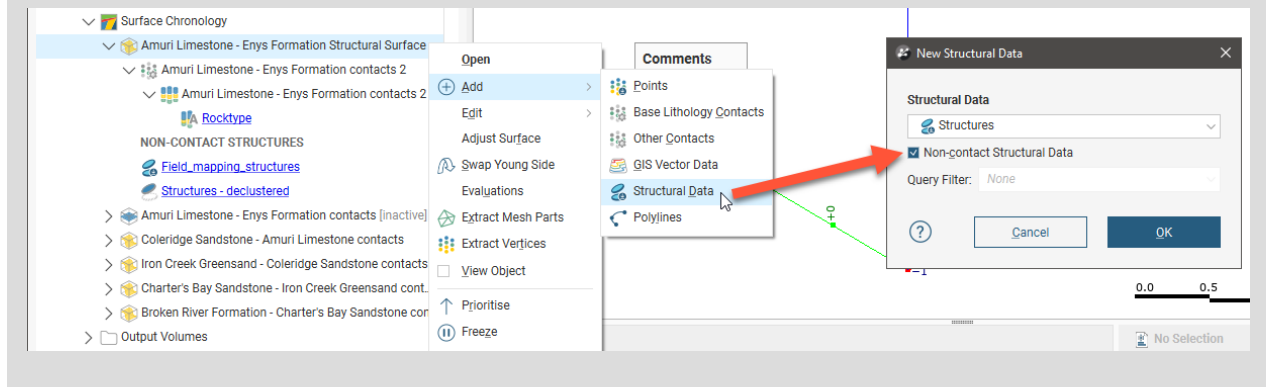 Surface Chronology
Amuri Limestone - Enys Formation Structural Surface
Amuri Limestone - Enys Formation contacts 2
Amuri Limestone - Enys Formation contacts 2
Rocktype
NON-CONTACT STRUCTURES
Field_mapping_structures
Structures - declustered
Amuri Limestone - Enys Formation contacts [inactive]
Coleridge Sandstone - Amuri Limestone contacts
Iron Creek Greensand - Coleridge Sandstone contacts
Charter's Bay Sandstone - Iron Creek Greensand cont..
Broken River Formation - Charter's Bay Sandstone cor
Output Volumes
Open
Add
Edit
Adjust Surface
Swap Young Side
Evaluations
Extract Mesh Parts
Extract Vertices
View Object
Prioritise
Freeze
Comments
Points
Base Lithology Contacts
Other Contacts
GIS Vector Data
Structural Data
Polylines
+0
-1
New Structural Data
Structural Data
Structures
Non-contact Structural Data
Query Filter: None
? Cancel OK
0.0 0.5
No Selection